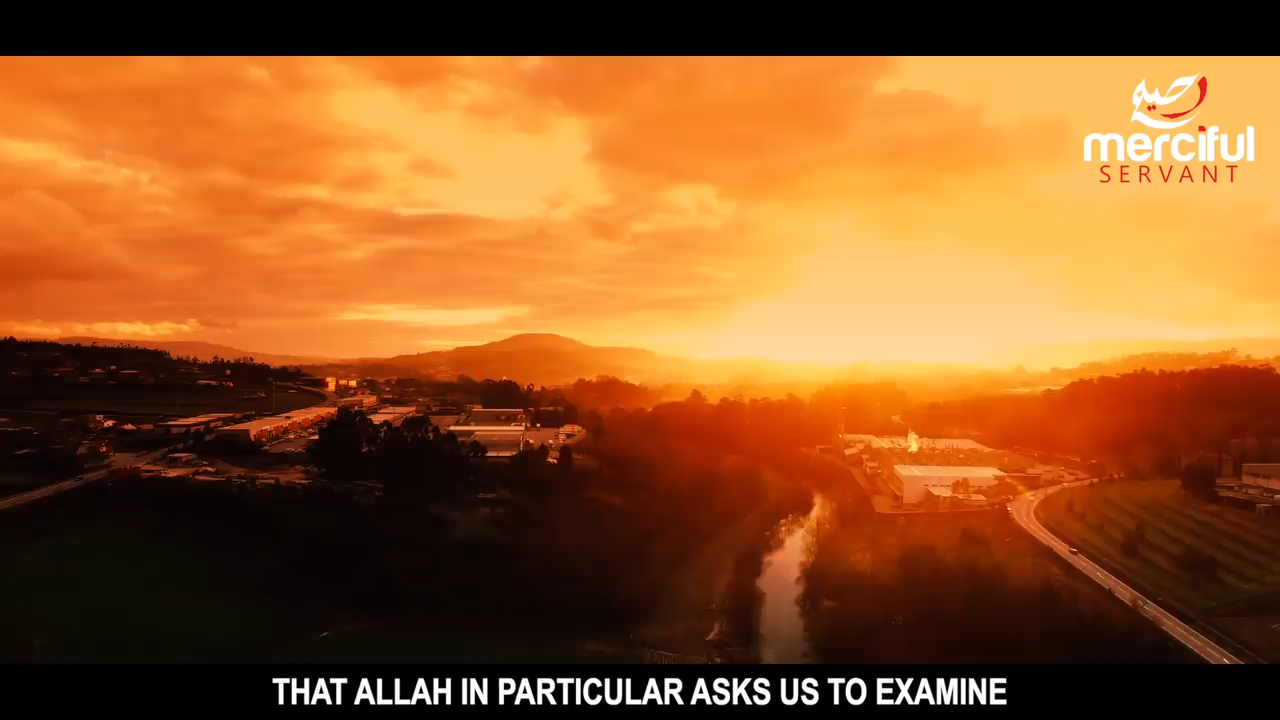 رحيم
merciful
SERVANT
THAT ALLAH IN PARTICULAR ASKS US TO EXAMINE